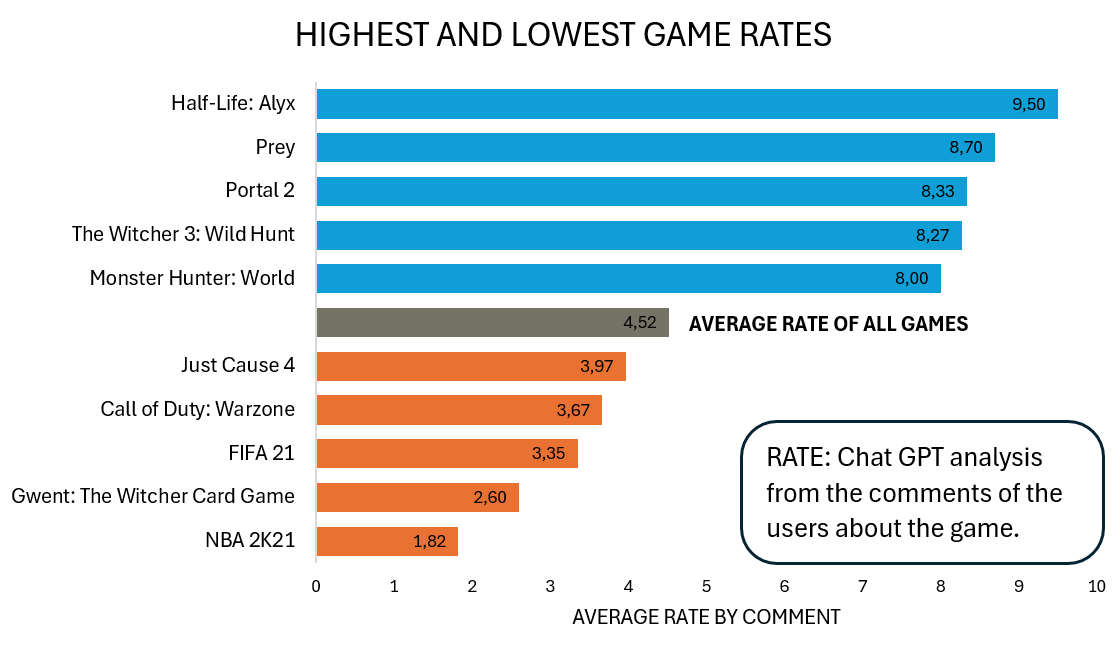 HIGHEST AND LOWEST GAME RATES
Half-Life: Alyx 9,50
Prey 8,70
Portal 2 8,33
The Witcher 3: Wild Hunt 8,27
Monster Hunter: World 8,00
4,52 AVERAGE RATE OF ALL GAMES
Just Cause 4 3,97
Call of Duty: Warzone 3,67
FIFA 21 3,35
Gwent: The Witcher Card Game 2,60
NBA 2K21 1,82
RATE: Chat GPT analysis
from the comments of the
users about the game.
0 1 2 3 4 5 6 7 8 9 10
AVERAGE RATE BY COMMENT